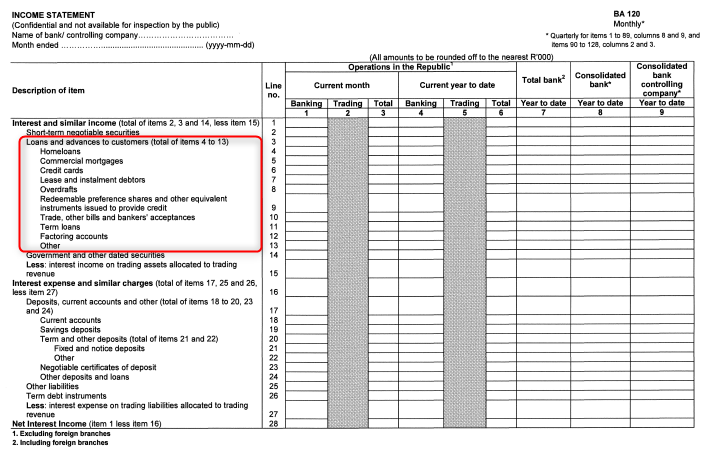 INCOME STATEMENT
BA 120
(Confidential and not available for inspection by the public)
Monthly*
Name of bank/ controlling company……………………………
* Quarterly for items 1 to 89, columns 8 and 9, and
Month ended ……………........................................... (yyyy-mm-dd)
items 90 to 128, columns 2 and 3.
(All amounts to be rounded off to the nearest R'000)
Description of item
Line no.
Operations in the Republic1
Total bank2
Consolidated bank*
Consolidated bank controlling company*
Current month
Current year to date
Banking Trading Total Banking Trading Total Year to date Year to date Year to date
1 2 3 4 5 6 7 8 9
Interest and similar income (total of items 2, 3 and 14, less item 15) 1
Short-term negotiable securities 2
Loans and advances to customers (total of items 4 to 13) 3
Homeloans 4
Commercial mortgages 5
Credit cards 6
Lease and instalment debtors 7
Overdrafts 8
Redeemable preference shares and other equivalent
instruments issued to provide credit 9
Trade, other bills and bankers' acceptances 10
Term loans 11
Factoring accounts 12
Other 13
Government and other dated securities 14
Less: interest income on trading assets allocated to trading
revenue 15
Interest expense and similar charges (total of items 17, 25 and 26,
less item 27) 16
Deposits, current accounts and other (total of items 18 to 20, 23
and 24) 17
Current accounts 18
Savings deposits 19
Term and other deposits (total of items 21 and 22) 20
Fixed and notice deposits 21
Other 22
Negotiable certificates of deposit 23
Other deposits and loans 24
Other liabilities 25
Term debt instruments 26
Less: interest expense on trading liabilities allocated to trading
revenue 27
Net Interest Income (item 1 less item 16) 28
1. Excluding foreign branches
2. Including foreign branches